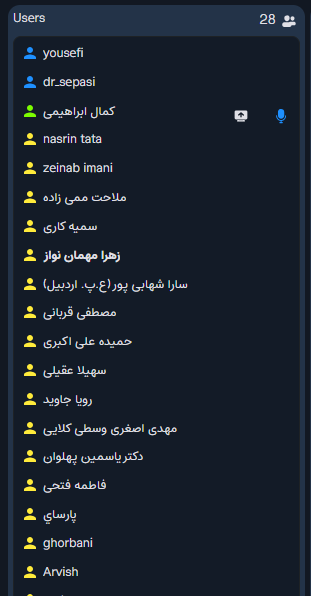 Users 28
yousefi
dr_sepasi
کمال ابراهیمی
nasrin tata
zeinab imani
ملاحت ممی زاده
سمیه کاری
زهرا مهمان نواز
سارا شهابی پور (ع.پ. اردبیل)
مصطفی قربانی
حمیده علی اکبری
سهیلا عقیلی
رویا جاوید
مهدی اصغری وسطی کلایی
دکتریاسمین پهلوان
فاطمه فتحی
پارساي
ghorbani
Arvish